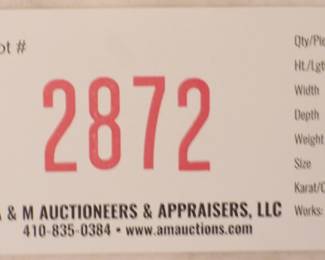 ot #
2872
& M AUCTIONEERS & APPRAISERS, LLC
410-835-0384 • www.amauctions.com
Qty/Pie
Ht./Lgt
Width
Depth
Weight
Size
Karat/
Works: